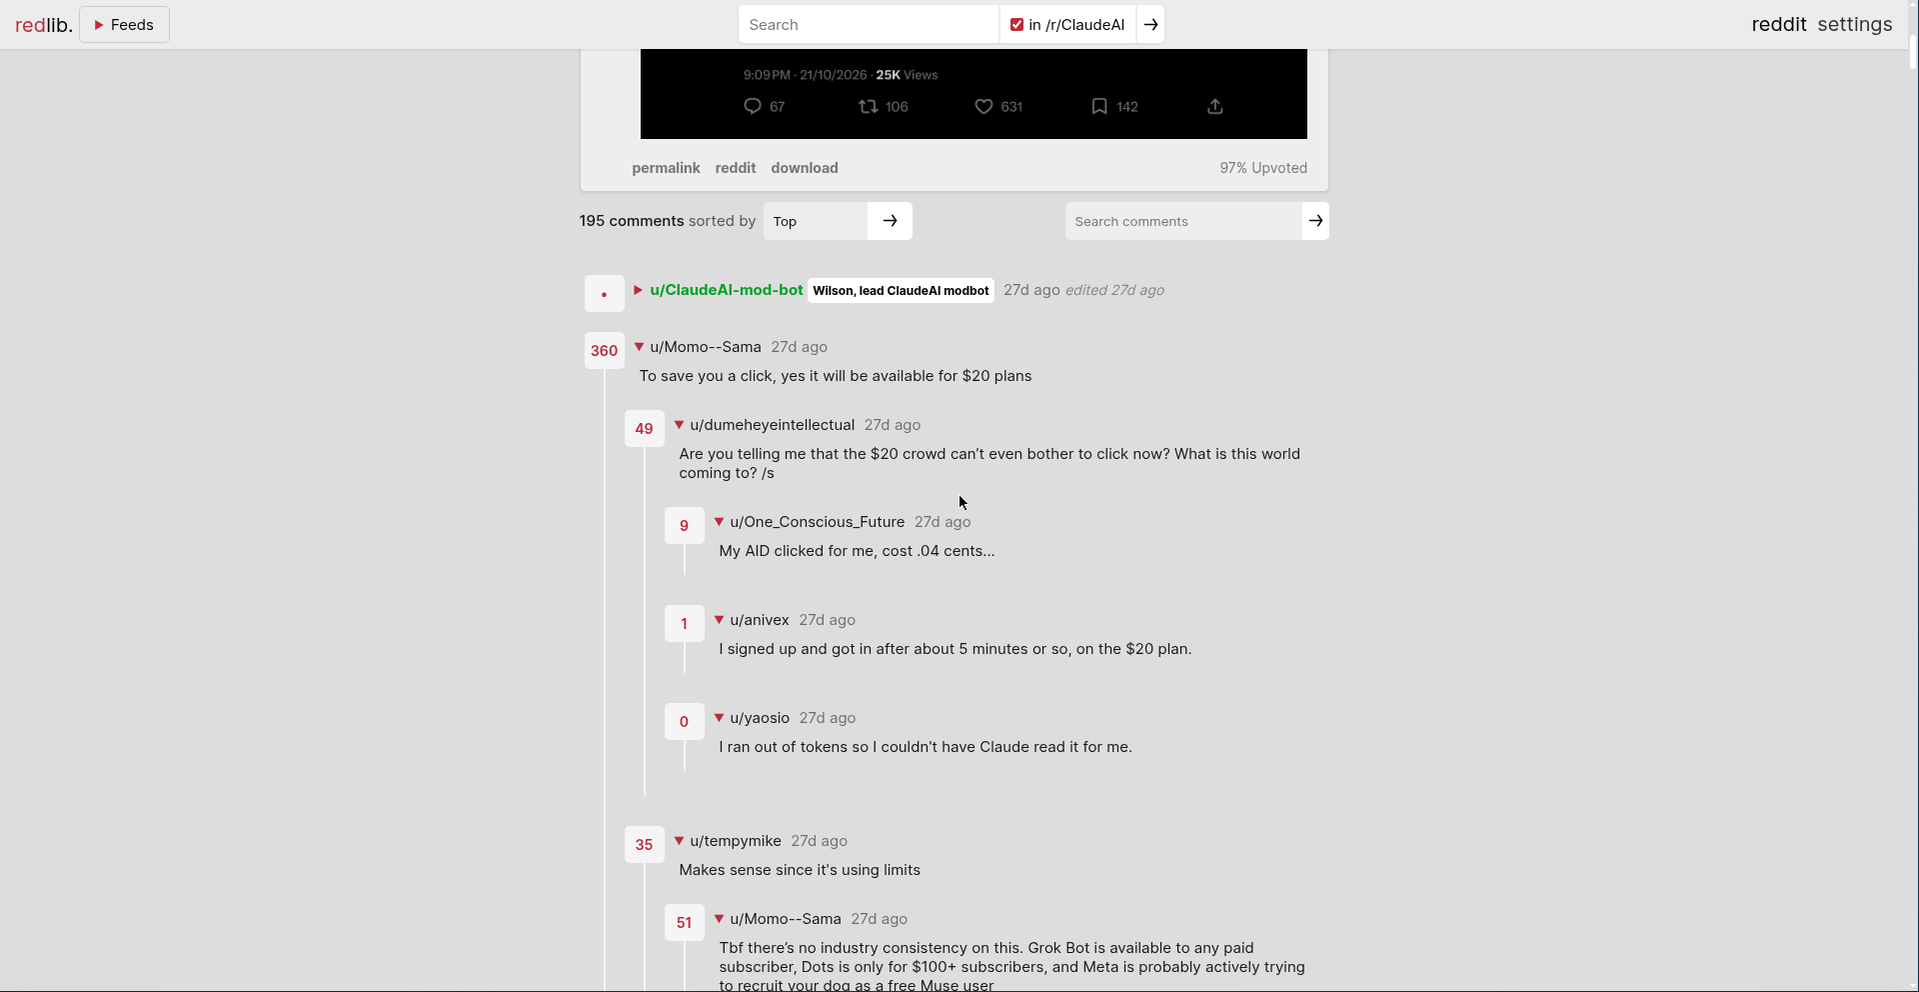 redlib.
Feeds
Search
in /r/ClaudeAI
→
reddit settings
9:09 PM · 21/10/2026 · 25K Views
67
106
631
142
permalink reddit download
97% Upvoted
195 comments sorted by
Top
→
Search comments
→
• u/ClaudeAI-mod-bot Wilson, lead ClaudeAI modbot 27d ago edited 27d ago
360 u/Momo--Sama 27d ago
To save you a click, yes it will be available for $20 plans
49 u/dumeheyeintellectual 27d ago
Are you telling me that the $20 crowd can’t even bother to click now? What is this world
coming to? /s
9 u/One_Conscious_Future 27d ago
My AID clicked for me, cost .04 cents...
1 u/anivex 27d ago
I signed up and got in after about 5 minutes or so, on the $20 plan.
0 u/yaosio 27d ago
I ran out of tokens so I couldn't have Claude read it for me.
35 u/tempymike 27d ago
Makes sense since it's using limits
51 u/Momo--Sama 27d ago
Tbf there’s no industry consistency on this. Grok Bot is available to any paid
subscriber, Dots is only for $100+ subscribers, and Meta is probably actively trying
to recruit your dog as a free Muse user